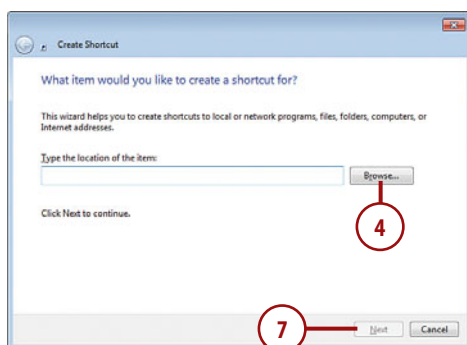 Create Shortcut
What item would you like to create a shortcut for?
This wizard helps you to create shortcuts to local or network programs, files, folders, computers, or
Internet addresses.
Type the location of the item:
Browse...
4
Click Next to continue.
7
Next
Cancel